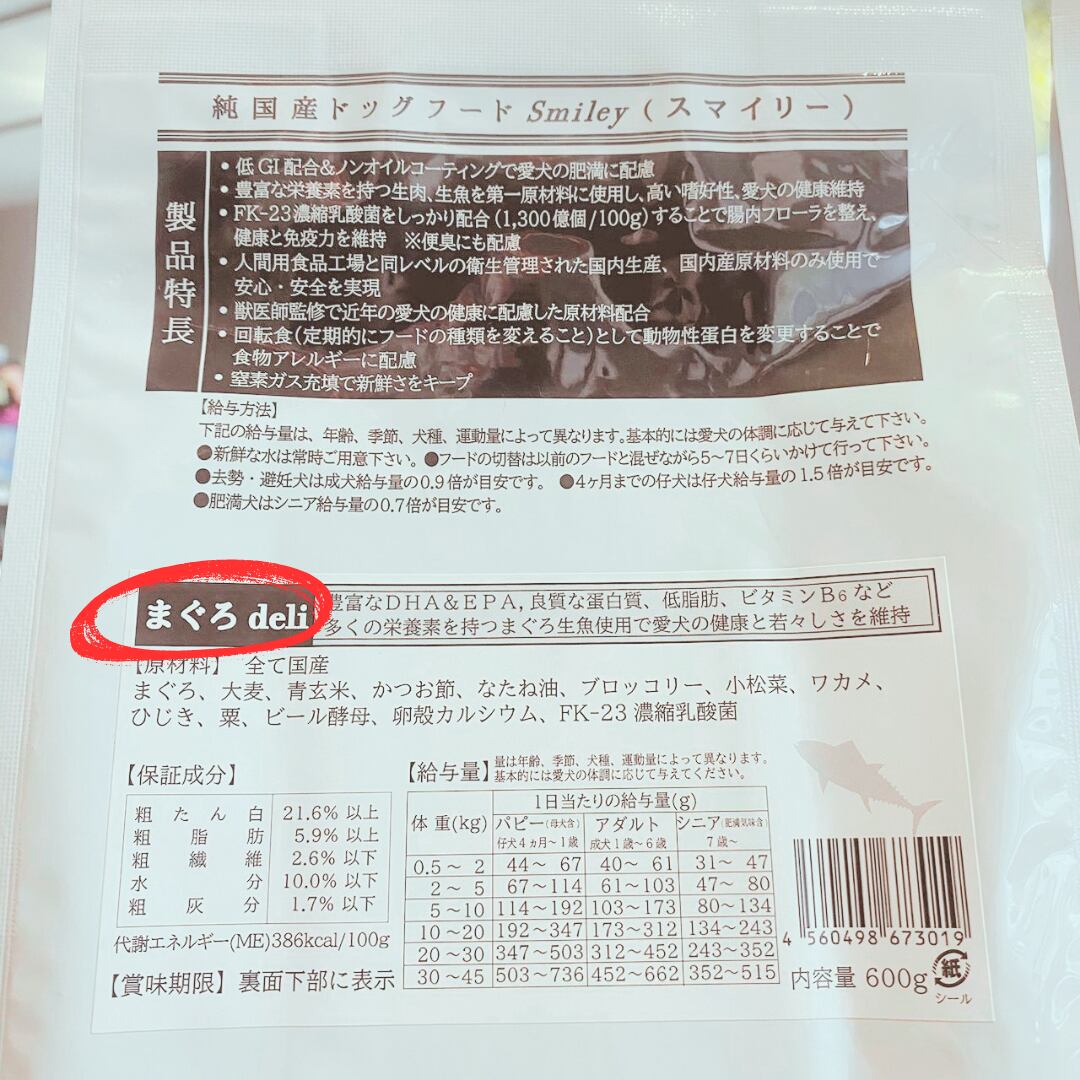 純国産ドッグフード Smiley（スマイリー）
製品特長
・低GI配合＆ノンオイルコーティングで愛犬の肥満に配慮
・豊富な栄養素を持つ生肉、生魚を第一原材料に使用し、高い嗜好性、愛犬の健康維持
・FK-23濃縮乳酸菌をしっかり配合（1,300億個/100g）することで腸内フローラを整え、
健康と免疫力を維持　※便臭にも配慮
・人間用食品工場と同レベルの衛生管理された国内生産、国内産原材料のみ使用で
安心・安全を実現
・獣医師監修で近年の愛犬の健康に配慮した原材料配合
・回転食（定期的にフードの種類を変えること）として動物性蛋白を変更することで
食物アレルギーに配慮
・窒素ガス充填で新鮮さをキープ
【給与方法】
下記の給与量は、年齢、季節、犬種、運動量によって異なります。基本的には愛犬の体調に応じて与えて下さい。
●新鮮な水は常時ご用意下さい。●フードの切替は以前のフードと混ぜながら5〜7日くらいかけて行って下さい。
●去勢・避妊犬は成犬給与量の0.9倍が目安です。　●4ヶ月までの仔犬は仔犬給与量の1.5倍が目安です。
●肥満犬はシニア給与量の0.7倍が目安です。
まぐろ deli
豊富なDHA＆EPA, 良質な蛋白質、低脂肪、ビタミンB6など
多くの栄養素を持つまぐろ生魚使用で愛犬の健康と若々しさを維持
【原材料】　全て国産
まぐろ、大麦、青玄米、かつお節、なたね油、ブロッコリー、小松菜、ワカメ、
ひじき、粟、ビール酵母、卵殻カルシウム、FK-23濃縮乳酸菌
【保証成分】
粗たん白 21.6% 以上
粗脂肪 5.9% 以上
粗繊維 2.6% 以下
水分 10.0% 以下
粗灰分 1.7% 以下
代謝エネルギー(ME)386kcal/100g
【賞味期限】裏面下部に表示
【給与量】量は年齢、季節、犬種、運動量によって異なります。
基本的には愛犬の体調に応じて与えてください。
体重(kg) 1日当たりの給与量(g)
パピー(母犬含) アダルト シニア(肥満気味含)
仔犬4ヵ月〜1歳 成犬1歳〜6歳 7歳〜
0.5〜 2 44〜 67 40〜 61 31〜 47
2〜 5 67〜114 61〜103 47〜 80
5〜10 114〜192 103〜173 80〜134
10〜20 192〜347 173〜312 134〜243
20〜30 347〜503 312〜452 243〜352
30〜45 503〜736 452〜662 352〜515
4 560498 673019
内容量 600g
紙
シール